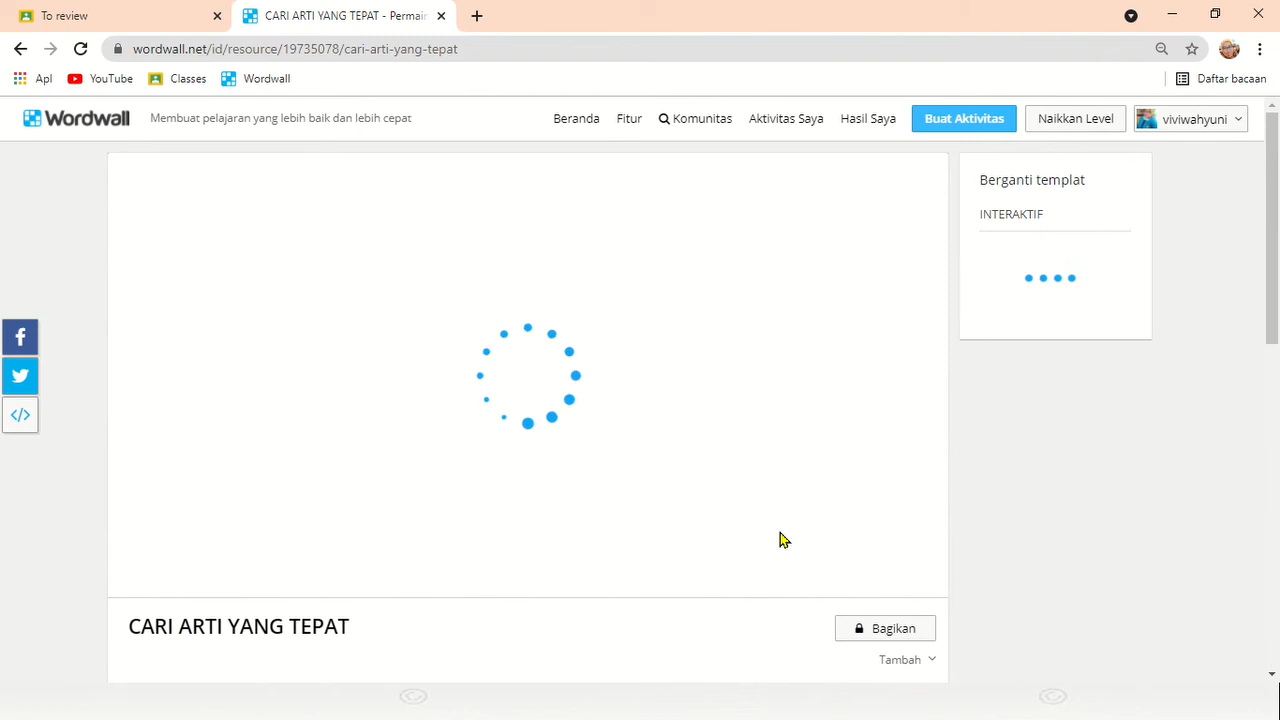 To review
CARI ARTI YANG TEPAT - Permain
wordwall.net/id/resource/19735078/cari-arti-yang-tepat
Apl
YouTube
Classes
Wordwall
Daftar bacaan
Wordwall
Membuat pelajaran yang lebih baik dan lebih cepat
Beranda
Fitur
Komunitas
Aktivitas Saya
Hasil Saya
Buat Aktivitas
Naikkan Level
viviwahyuni
Berganti templat
INTERAKTIF
CARI ARTI YANG TEPAT
Bagikan
Tambah